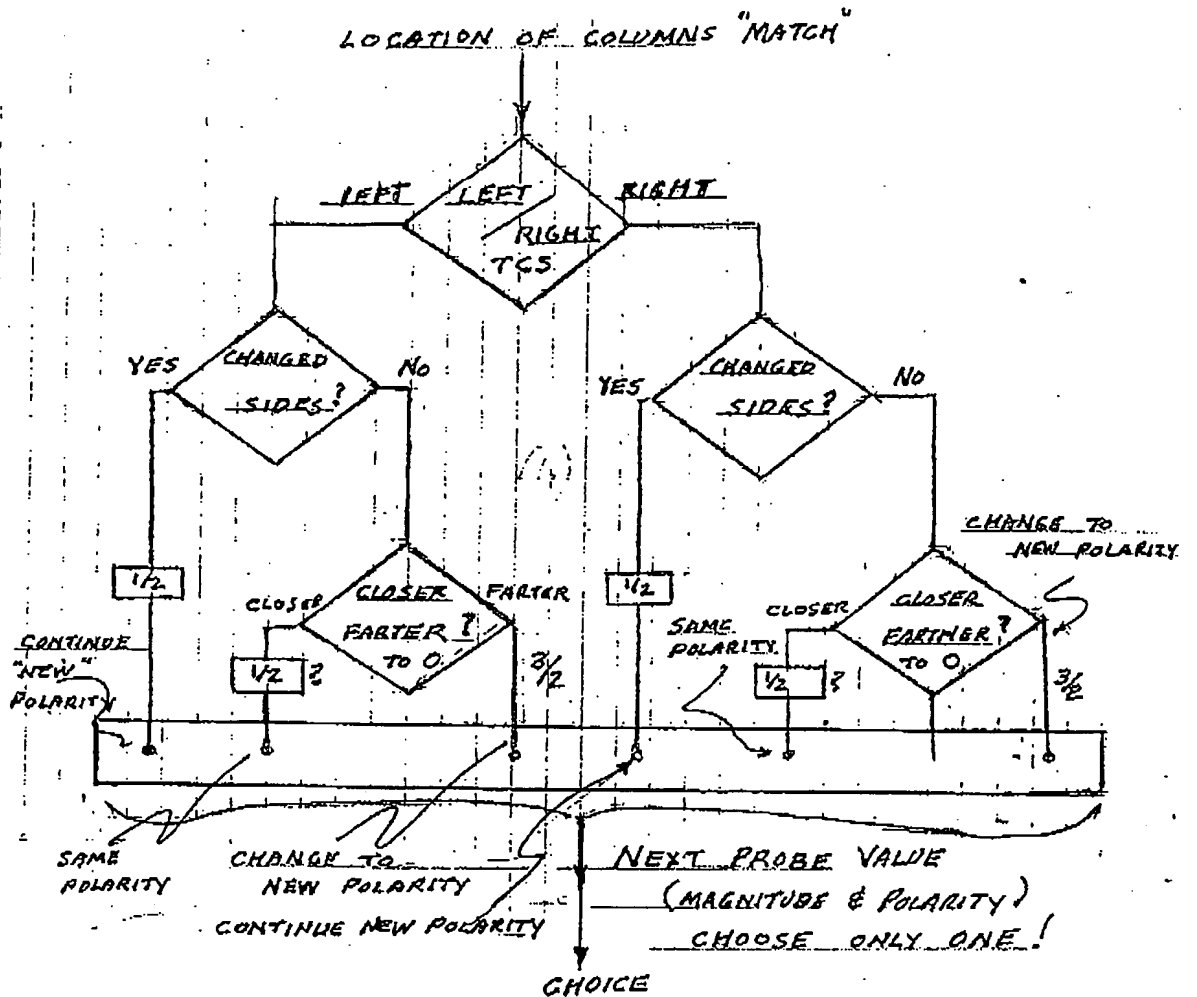 LOCATION OF COLUMNS "MATCH"
LEFT
LEFT
RIGHT
RIGHT
TCS
YES
CHANGED
SIDES?
NO
YES
CHANGED
SIDES?
NO
CHANGE TO
NEW POLARITY
1/2
CLOSER
CLOSER
FARTER ?
TO O
FARTER
1/2
CLOSER
CLOSER
FARTHER ?
TO O
CONTINUE
"NEW"
POLARITY
1/2 ?
3/2
SAME
POLARITY
1/2 ?
3/2
SAME
POLARITY
CHANGE TO
NEW POLARITY
CONTINUE NEW POLARITY
NEXT PROBE VALUE
(MAGNITUDE & POLARITY)
CHOOSE ONLY ONE!
CHOICE